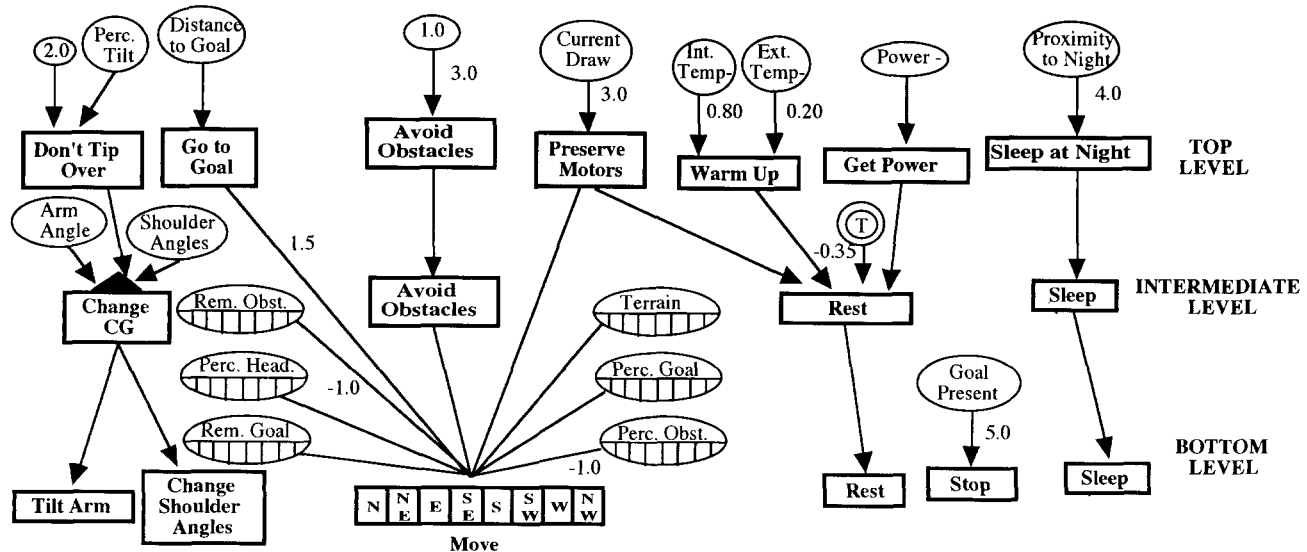 2.0
Perc.
Tilt
Distance
to Goal
1.0
3.0
Current
Draw
3.0
Int.
Temp-
0.80
Ext.
Temp-
0.20
Power -
Proximity
to Night
4.0
Don't Tip
Over
Go to
Goal
Avoid
Obstacles
Preserve
Motors
Warm Up
Get Power
Sleep at Night
TOP
LEVEL
Arm
Angle
Shoulder
Angles
1.5
T
-0.35
Change
CG
Rem. Obst.
Avoid
Obstacles
Terrain
Rest
Sleep
INTERMEDIATE
LEVEL
Perc. Head.
-1.0
Perc. Goal
Goal
Present
5.0
Rem. Goal
Perc. Obst.
-1.0
BOTTOM
LEVEL
Tilt Arm
Change
Shoulder
Angles
N
N
E
E
S
E
S
S
W
W
N
W
Move
Rest
Stop
Sleep